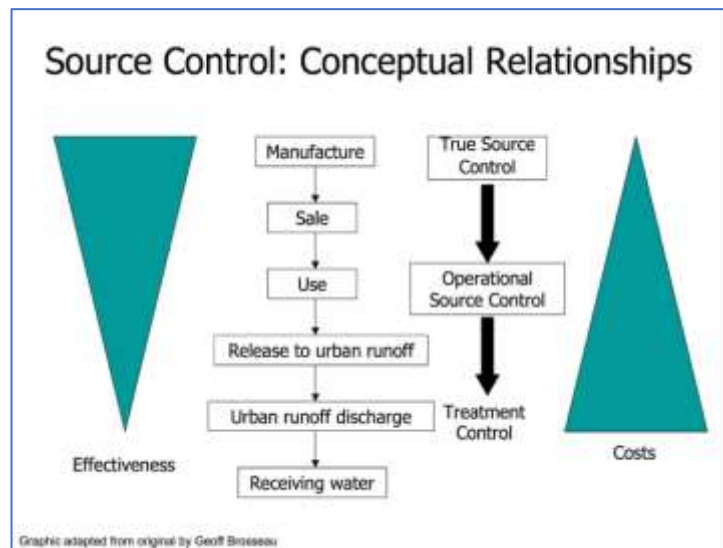 Source Control: Conceptual Relationships
Manufacture
Sale
Use
Release to urban runoff
Urban runoff discharge
Receiving water
True Source
Control
Operational
Source Control
Treatment
Control
Effectiveness
Costs
Graphic adapted from original by Geoff Brosseau